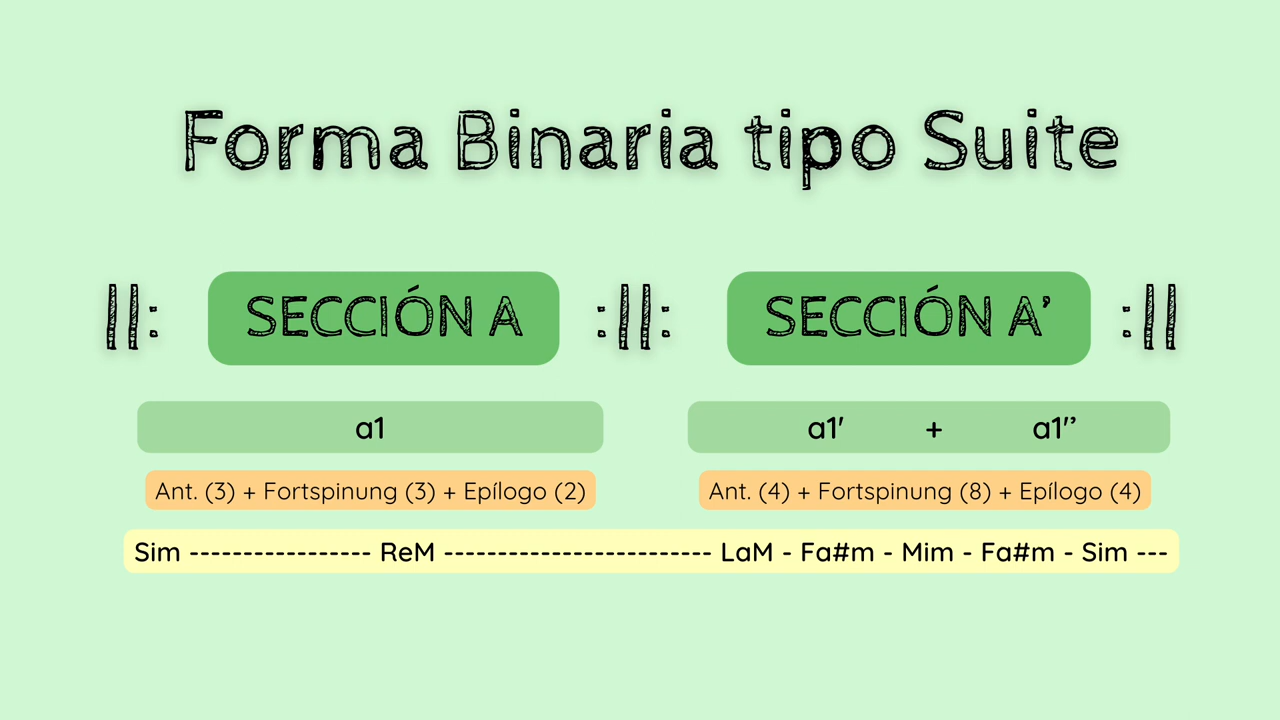 Forma Binaria tipo Suite
||: SECCIÓN A :||: SECCIÓN A’ :||
a1 a1' + a1’’
Ant. (3) + Fortspinung (3) + Epílogo (2) Ant. (4) + Fortspinung (8) + Epílogo (4)
Sim ----------------- ReM ------------------------- LaM - Fa#m - Mim - Fa#m - Sim ---